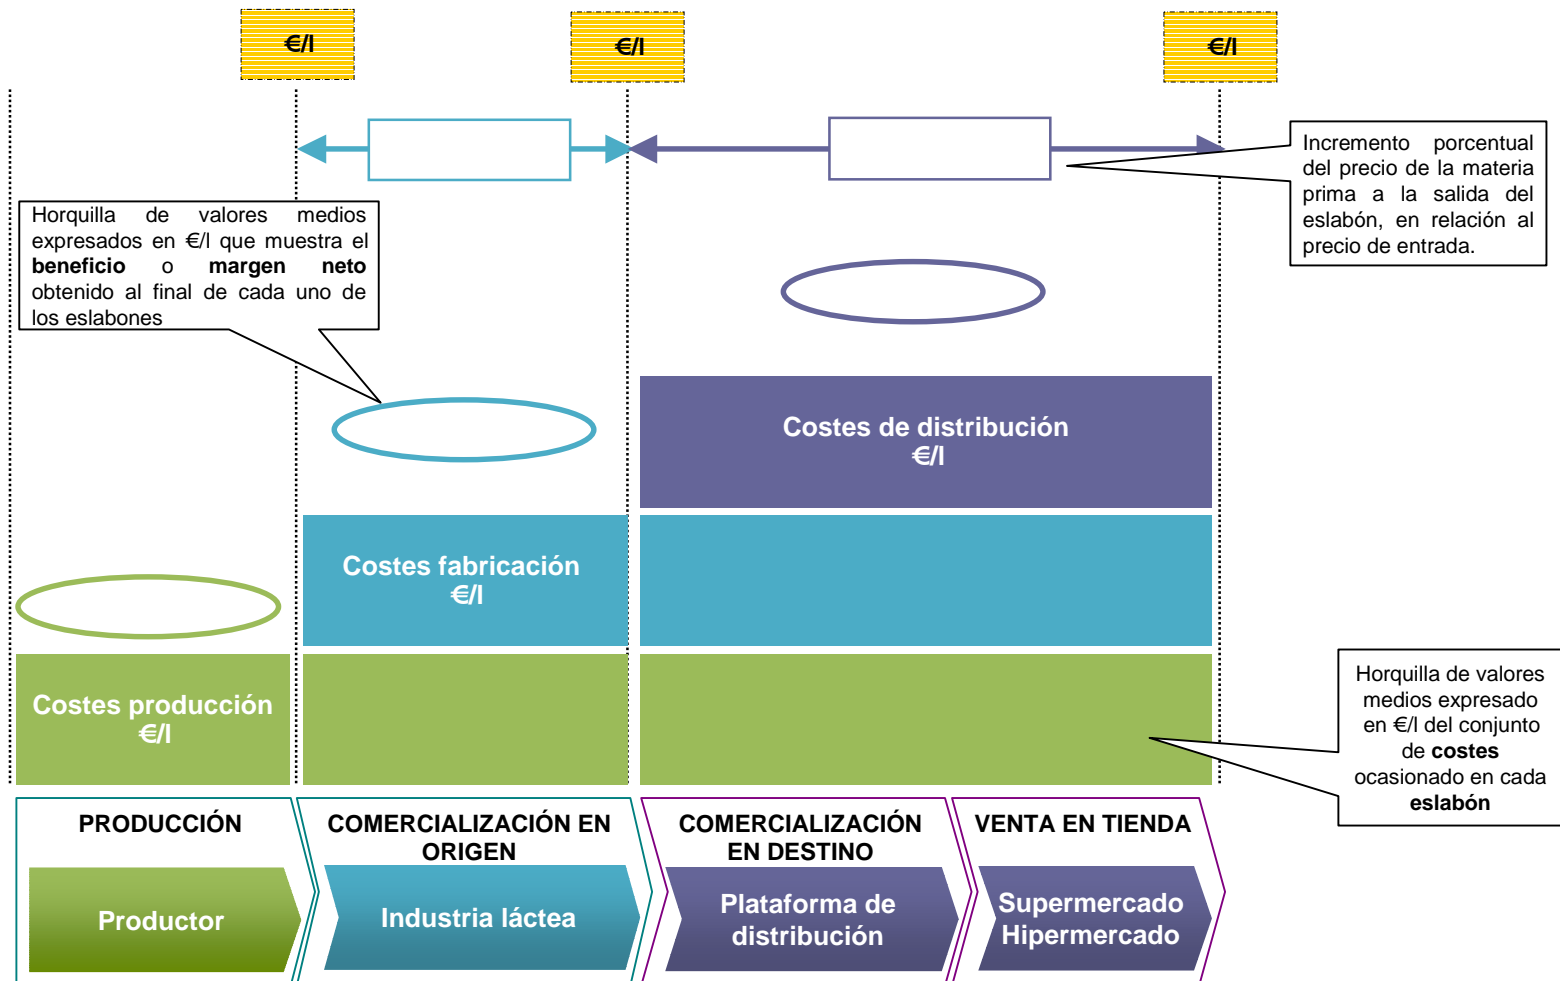 €/l
€/l
€/l
Incremento porcentual
del precio de la materia
prima a la salida del
eslabón, en relación al
precio de entrada.
Horquilla de valores medios
expresados en €/l que muestra el
beneficio o margen neto
obtenido al final de cada uno de
los eslabones
Costes de distribución
€/l
Costes fabricación
€/l
Costes producción
€/l
Horquilla de valores
medios expresado
en €/l del conjunto
de costes
ocasionado en cada
eslabón
PRODUCCIÓN
Productor
COMERCIALIZACIÓN EN
ORIGEN
Industria láctea
COMERCIALIZACIÓN
EN DESTINO
Plataforma de
distribución
VENTA EN TIENDA
Supermercado
Hipermercado